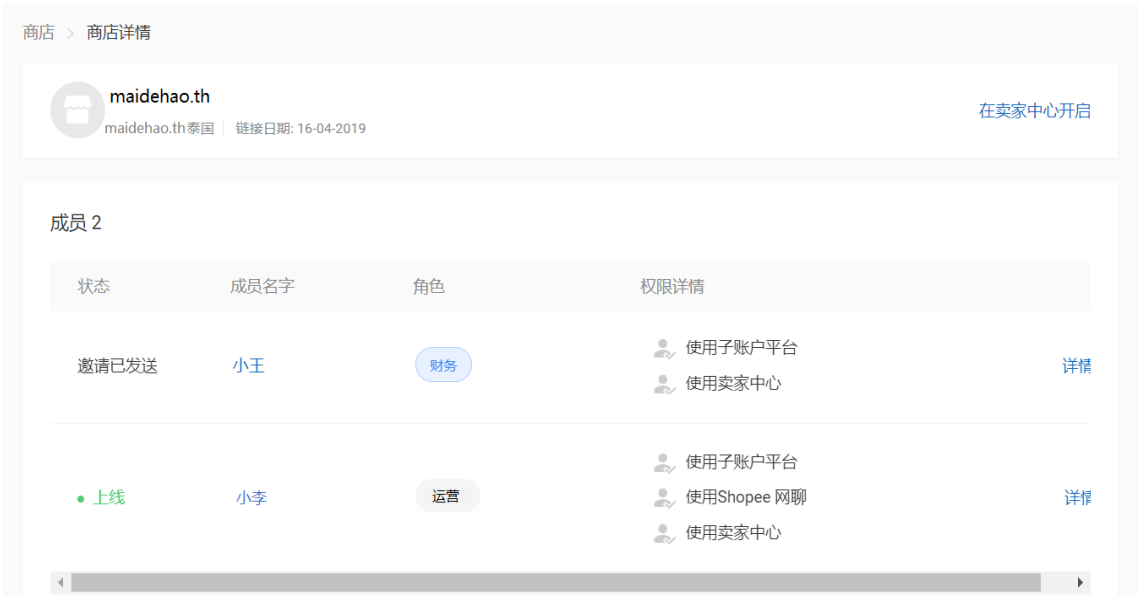 商店 > 商店详情
maidehao.th
在卖家中心开启
maidehao.th泰国 链接日期: 16-04-2019
成员 2
状态 成员名字 角色 权限详情
使用子账户平台
邀请已发送 小王 财务 详情
使用卖家中心
使用子账户平台
上线 小李 运营 使用Shopee 网聊 详情
使用卖家中心